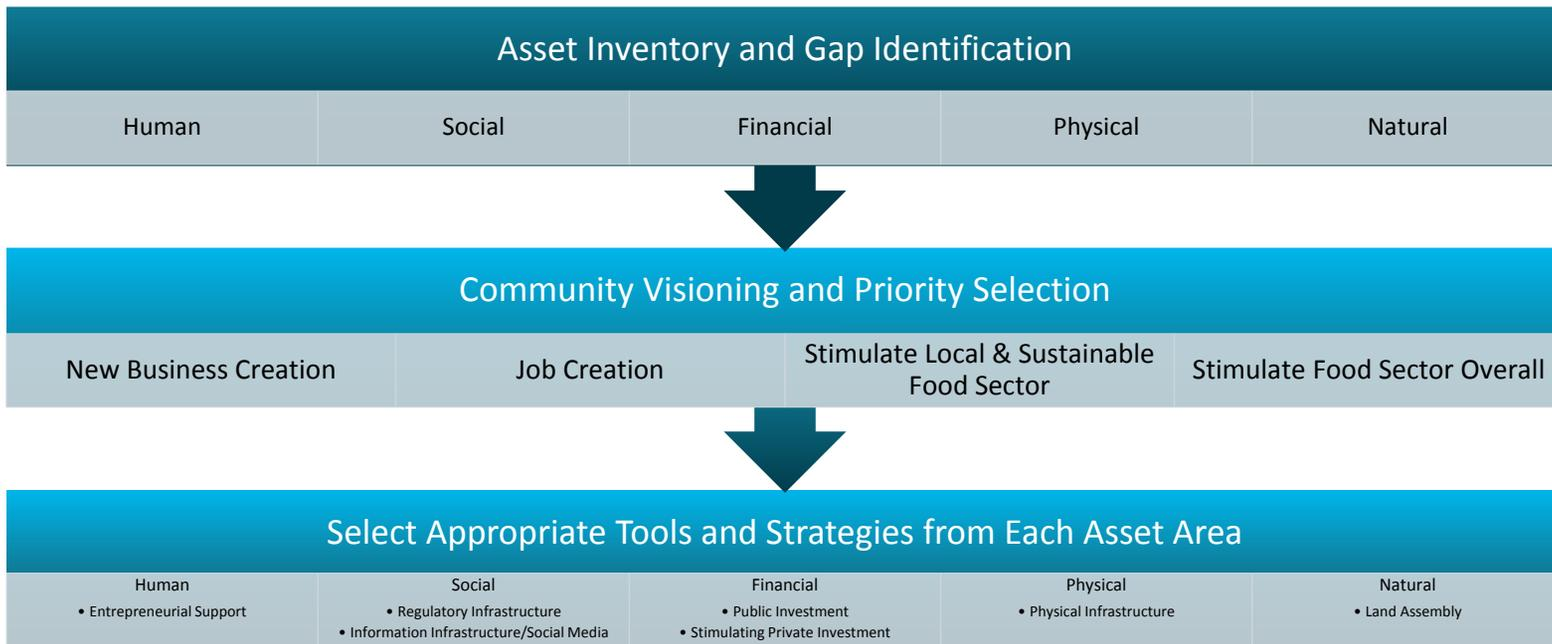 Asset Inventory and Gap Identification
Human
Social
Financial
Physical
Natural
Community Visioning and Priority Selection
New Business Creation
Job Creation
Stimulate Local & Sustainable
Food Sector
Stimulate Food Sector Overall
Select Appropriate Tools and Strategies from Each Asset Area
Human
• Entrepreneurial Support
Social
• Regulatory Infrastructure
• Information Infrastructure/Social Media
Financial
• Public Investment
• Stimulating Private Investment
Physical
• Physical Infrastructure
Natural
• Land Assembly